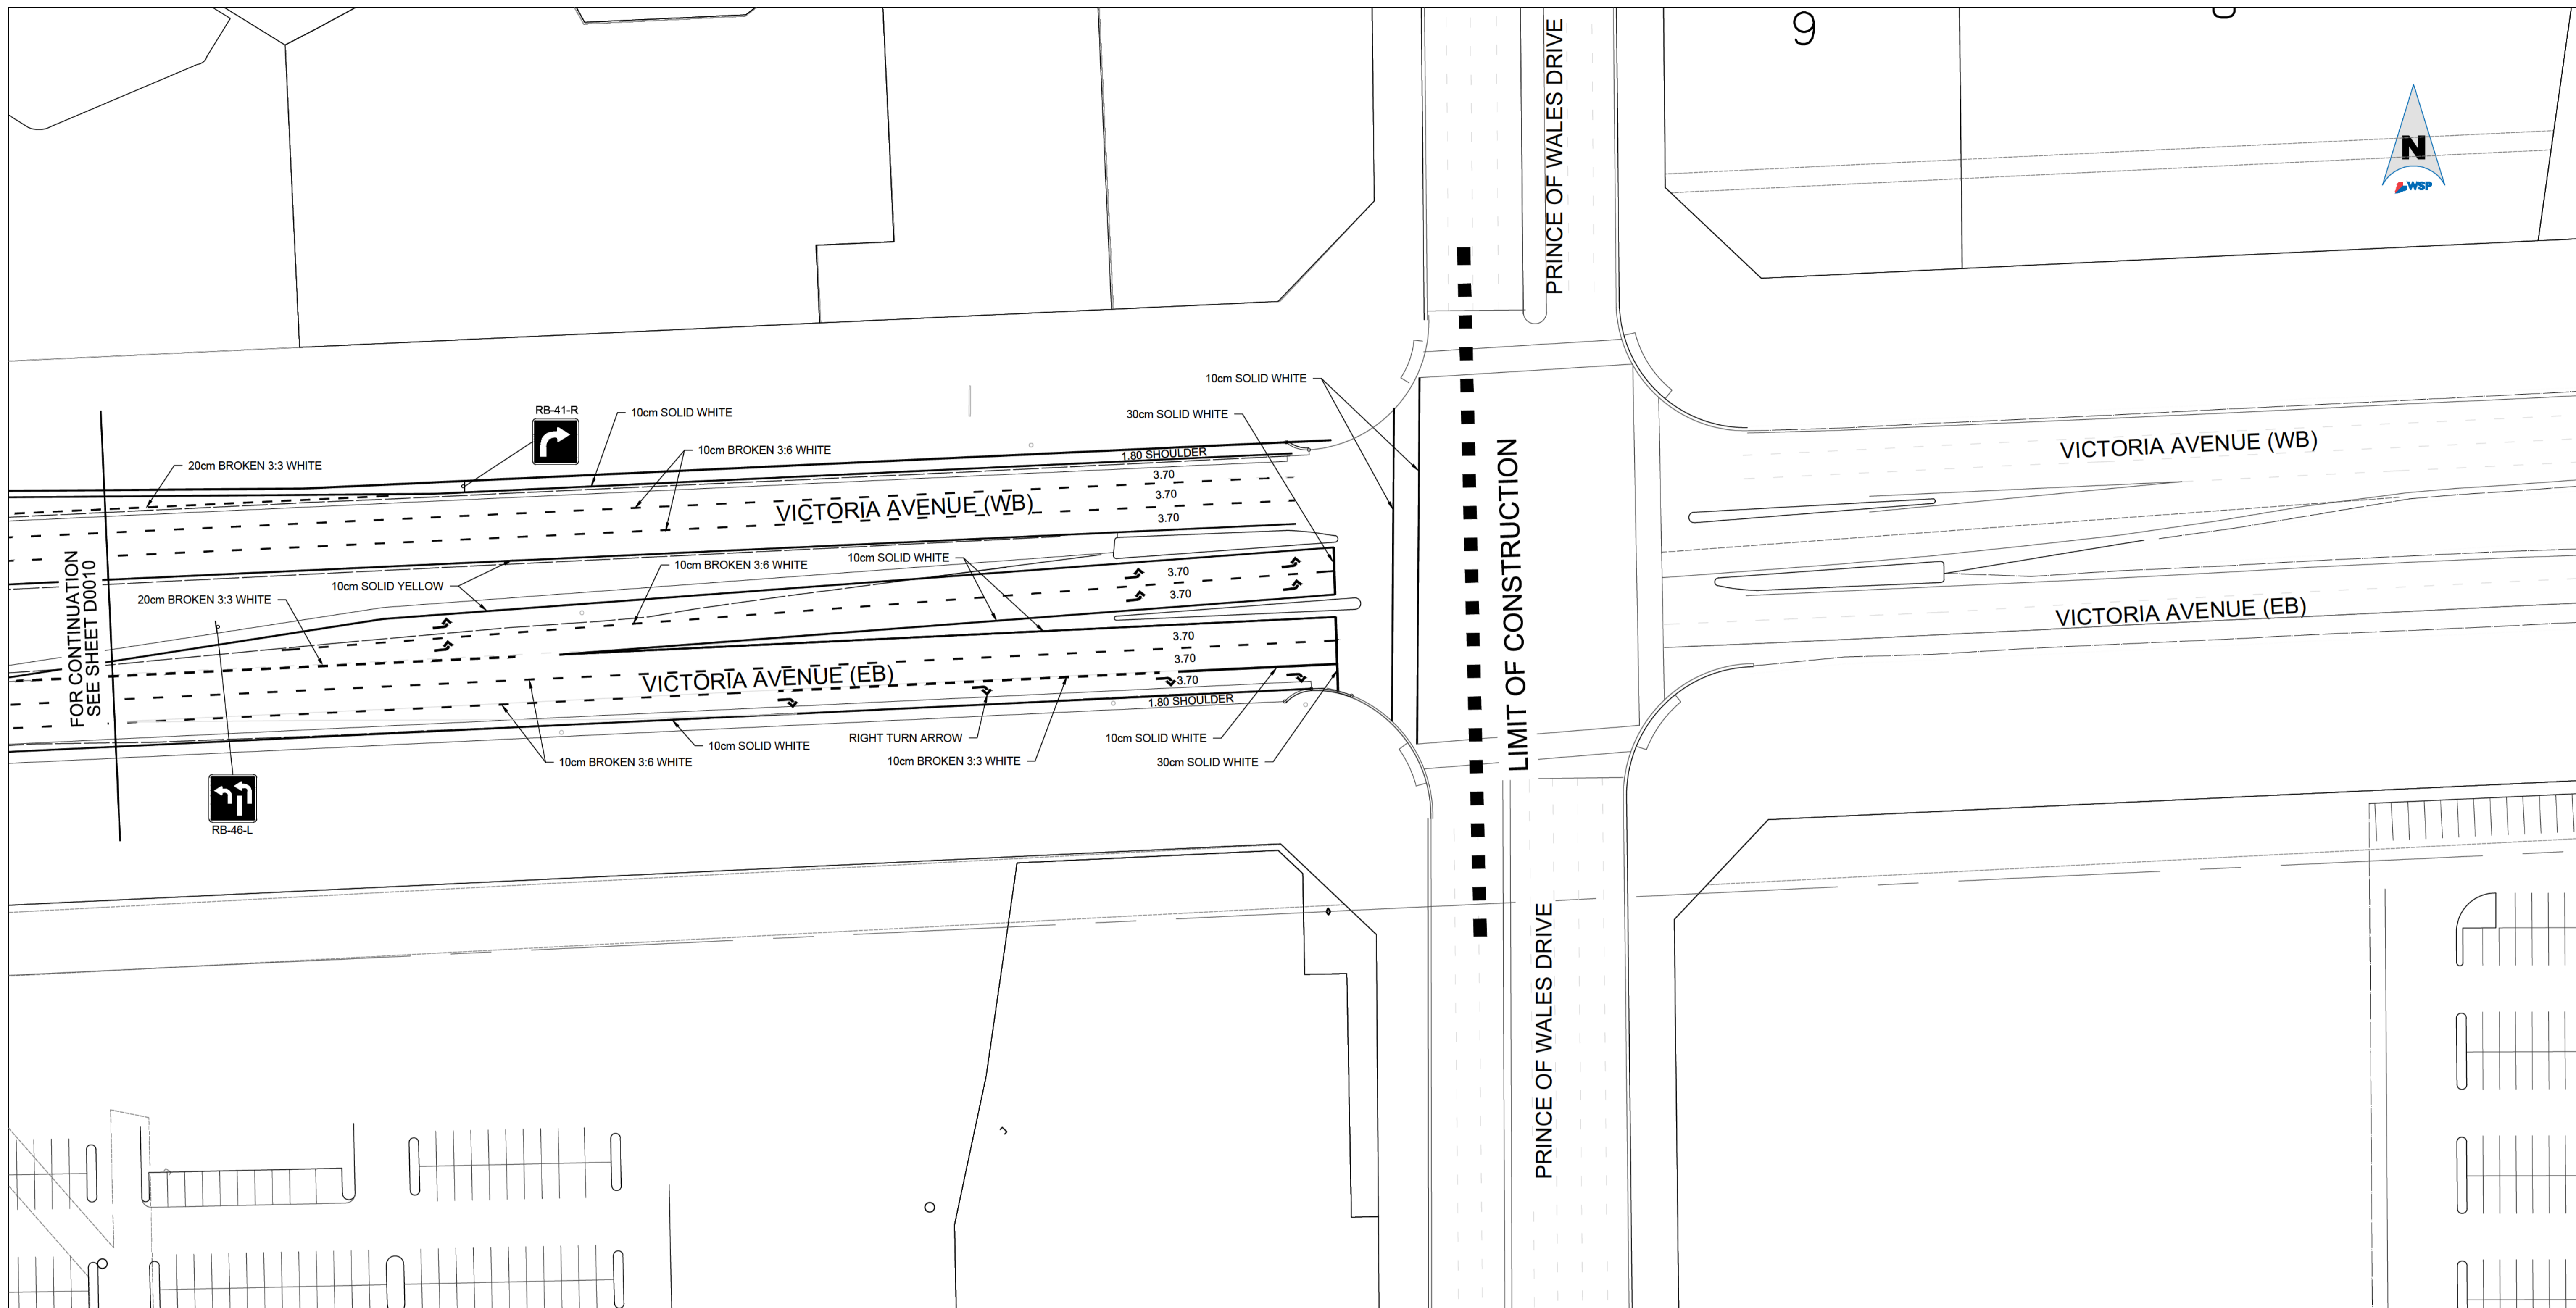 PRINCE OF WALES DRIVE
9
N
WSP
10cm SOLID WHITE
RB-41-R
10cm SOLID WHITE
30cm SOLID WHITE
VICTORIA AVENUE (WB)
10cm BROKEN 3:6 WHITE
1.80 SHOULDER
20cm BROKEN 3:3 WHITE
3.70
3.70
3.70
VICTORIA AVENUE (WB)
LIMIT OF CONSTRUCTION
FOR CONTINUATION
SEE SHEET D0010
10cm SOLID WHITE
10cm BROKEN 3:6 WHITE
10cm SOLID YELLOW
20cm BROKEN 3:3 WHITE
3.70
3.70
VICTORIA AVENUE (EB)
3.70
3.70
3.70
VICTORIA AVENUE (EB)
1.80 SHOULDER
RIGHT TURN ARROW
10cm SOLID WHITE
10cm SOLID WHITE
10cm BROKEN 3:6 WHITE
10cm BROKEN 3:3 WHITE
30cm SOLID WHITE
RB-46-L
PRINCE OF WALES DRIVE